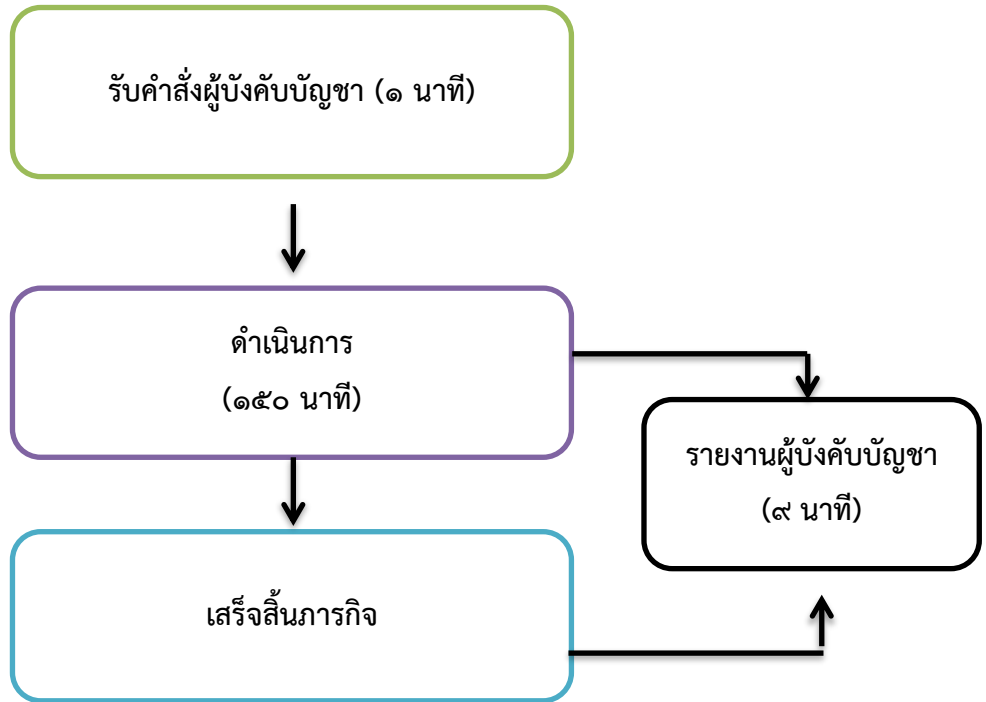 รับคำสั่งผู้บังคับบัญชา (๑ นาที)
ดำเนินการ
(๑๕๐ นาที)
รายงานผู้บังคับบัญชา
(๙ นาที)
เสร็จสิ้นภารกิจ